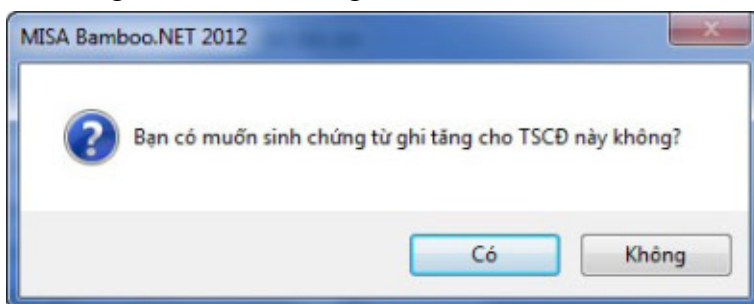 MISA Bamboo.NET 2012
Bạn có muốn sinh chứng từ ghi tăng cho TSCĐ này không?
Có
Không